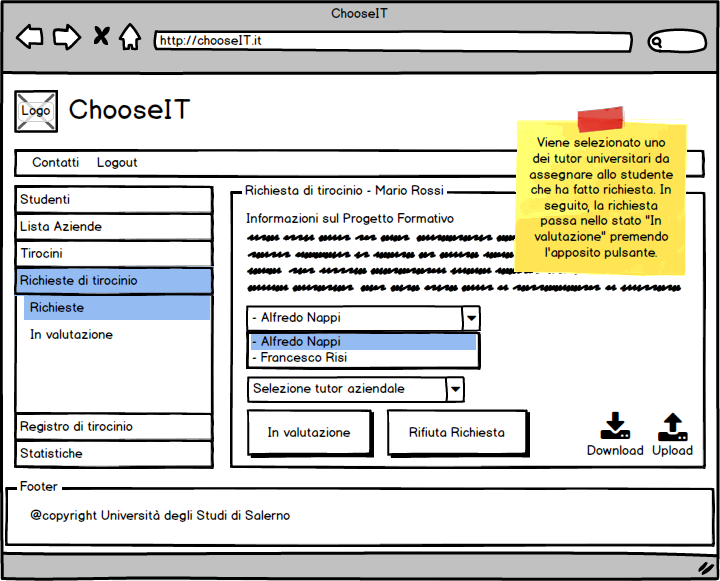 ChooseIT
http://chooseIT.it
Logo
ChooseIT
Contatti Logout
Viene selezionato uno
dei tutor universitari da
assegnare allo studente
che ha fatto richiesta. In
seguito, la richiesta
passa nello stato "In
valutazione" premendo
l'apposito pulsante.
Studenti
Lista Aziende
Tirocini
Richieste di tirocinio
Richieste
In valutazione
Registro di tirocinio
Statistiche
Richiesta di tirocinio - Mario Rossi
Informazioni sul Progetto Formativo
- Alfredo Nappi
- Alfredo Nappi
- Francesco Risi
Selezione tutor aziendale
In valutazione
Rifiuta Richiesta
Download
Upload
Footer
@copyright Università degli Studi di Salerno